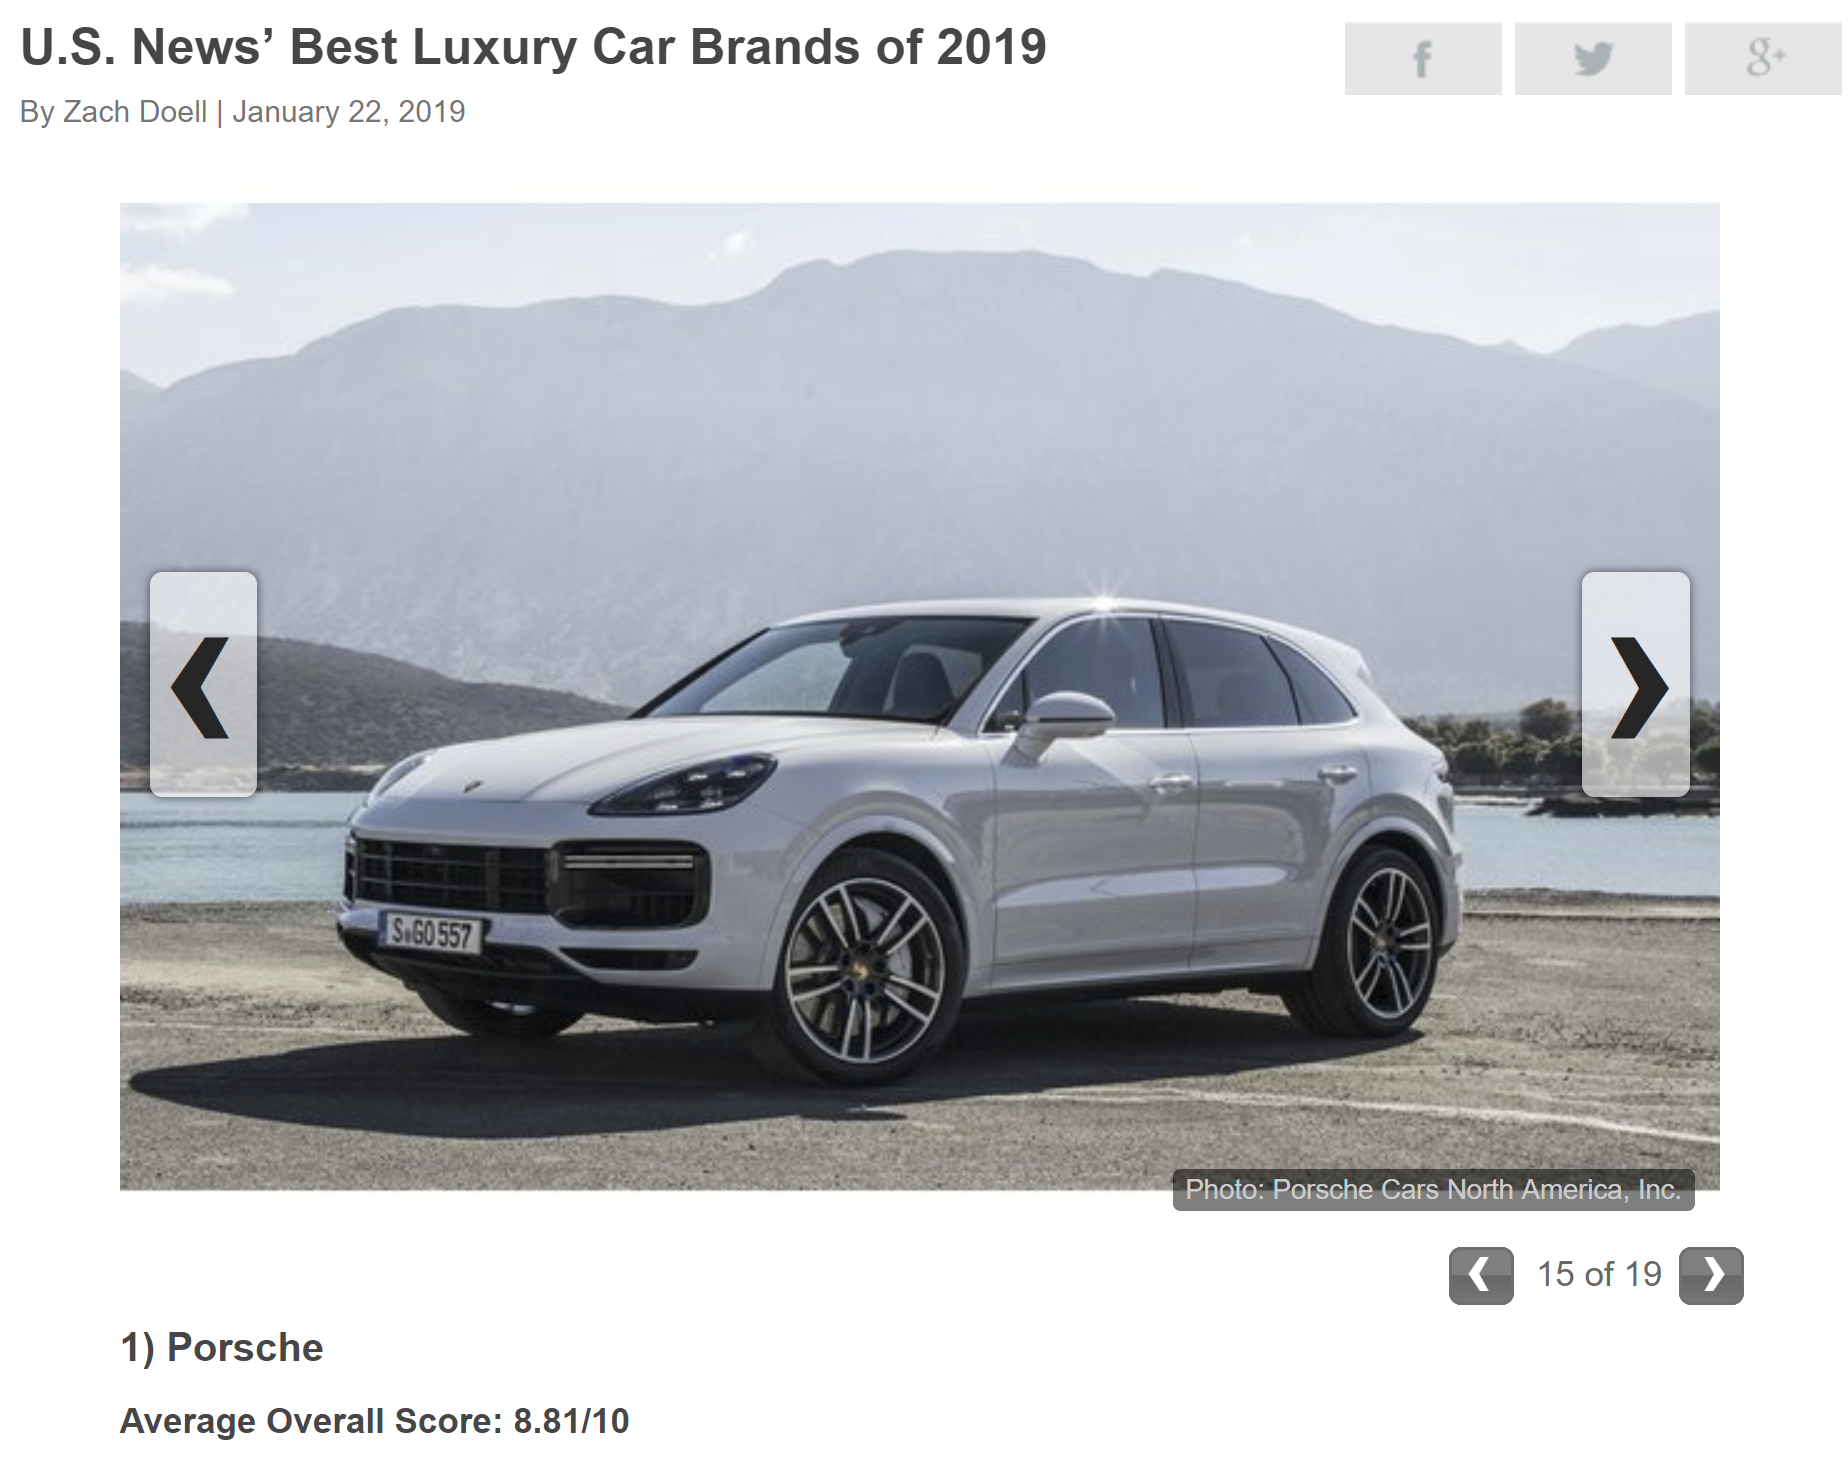 U.S. News’ Best Luxury Car Brands of 2019
By Zach Doell | January 22, 2019
f
g+
S GO 557
Photo: Porsche Cars North America, Inc.
15 of 19
1) Porsche
Average Overall Score: 8.81/10